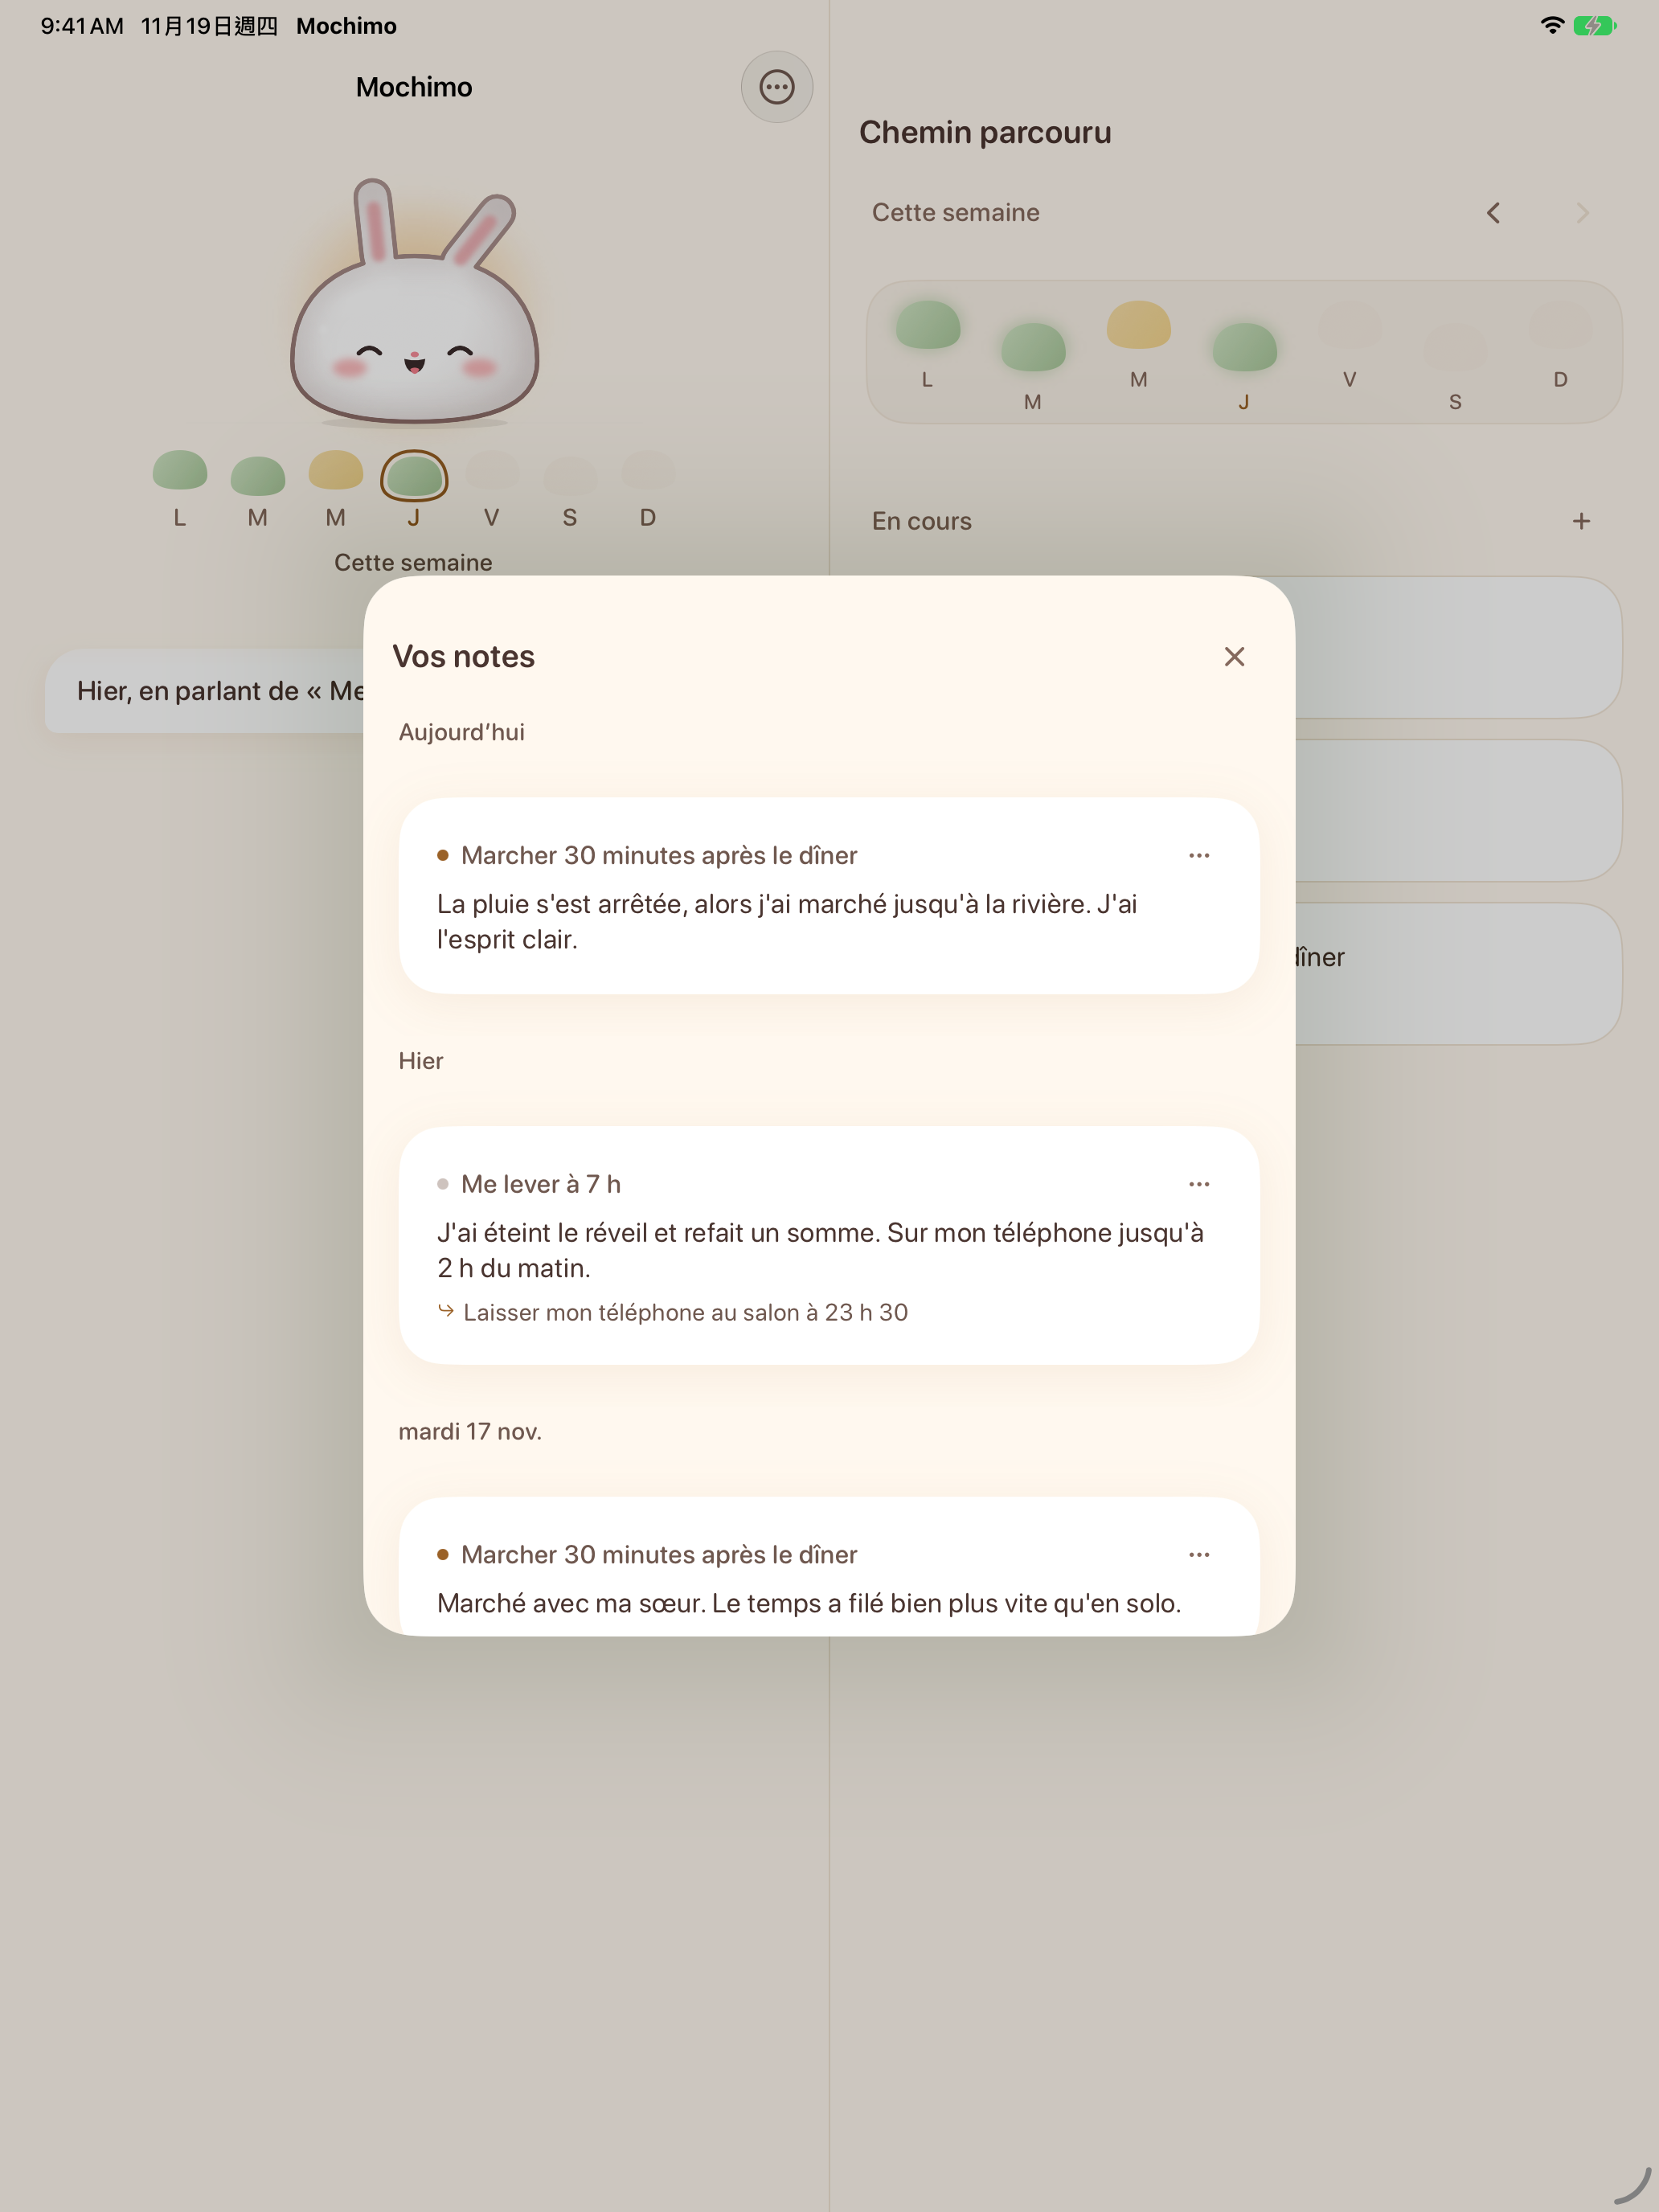 9:41 AM 11月19日週四 Mochimo
Mochimo
L M M J V S D
Cette semaine
Hier, en parlant de « Me
Chemin parcouru
Cette semaine
L M M J V S D
En cours
dîner
Vos notes
Aujourd’hui
Marcher 30 minutes après le dîner
La pluie s'est arrêtée, alors j'ai marché jusqu'à la rivière. J'ai
l'esprit clair.
Hier
Me lever à 7 h
J'ai éteint le réveil et refait un somme. Sur mon téléphone jusqu'à
2 h du matin.
Laisser mon téléphone au salon à 23 h 30
mardi 17 nov.
Marcher 30 minutes après le dîner
Marché avec ma sœur. Le temps a filé bien plus vite qu'en solo.